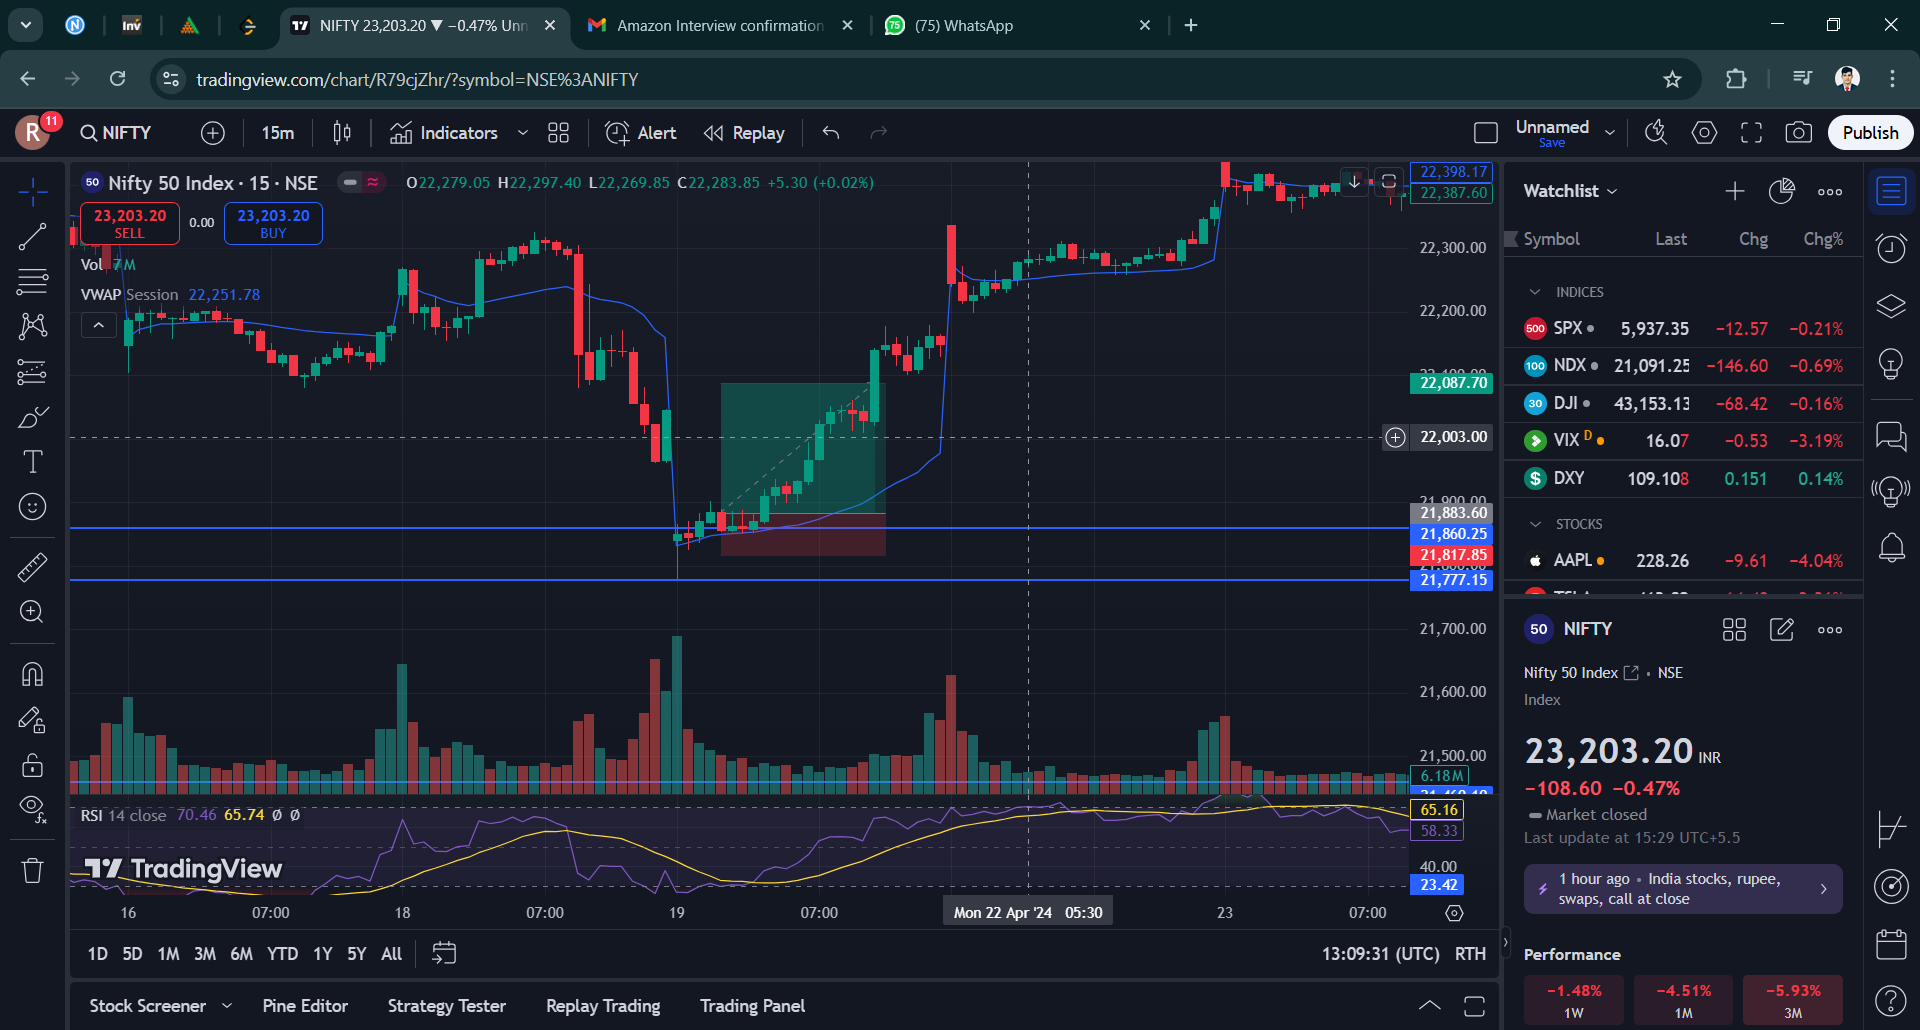 Inv
NIFTY 23,203.20 ▼ −0.47% Unn
Amazon Interview confirmation
75
(75) WhatsApp
tradingview.com/chart/R79cjZhr/?symbol=NSE%3ANIFTY
R
11
NIFTY
15m
Indicators
Alert
Replay
Unnamed
Save
Publish
50
Nifty 50 Index · 15 · NSE
O22,279.05 H22,297.40 L22,269.85 C22,283.85 +5.30 (+0.02%)
23,203.20
SELL
0.00
23,203.20
BUY
Vol 7M
VWAP Session 22,251.78
22,398.17
22,387.60
22,300.00
22,200.00
22,087.70
22,003.00
21,900.00
21,883.60
21,860.25
21,817.85
21,777.15
21,700.00
21,600.00
21,500.00
6.18M
RSI 14 close 70.46 65.74 Ø Ø
65.16
58.33
40.00
23.42
TradingView
16
07:00
18
07:00
19
07:00
Mon 22 Apr '24 05:30
23
07:00
1D 5D 1M 3M 6M YTD 1Y 5Y All
13:09:31 (UTC) RTH
Stock Screener
Pine Editor
Strategy Tester
Replay Trading
Trading Panel
Watchlist
Symbol Last Chg Chg%
INDICES
500 SPX 5,937.35 −12.57 −0.21%
100 NDX 21,091.25 −146.60 −0.69%
30 DJI 43,153.13 −68.42 −0.16%
VIX D 16.07 −0.53 −3.19%
$ DXY 109.108 0.151 0.14%
STOCKS
AAPL 228.26 −9.61 −4.04%
50 NIFTY
Nifty 50 Index · NSE
Index
23,203.20 INR
−108.60 −0.47%
Market closed
Last update at 15:29 UTC+5.5
1 hour ago • India stocks, rupee,
swaps, call at close
Performance
−1.48%
1W
−4.51%
1M
−5.93%
3M